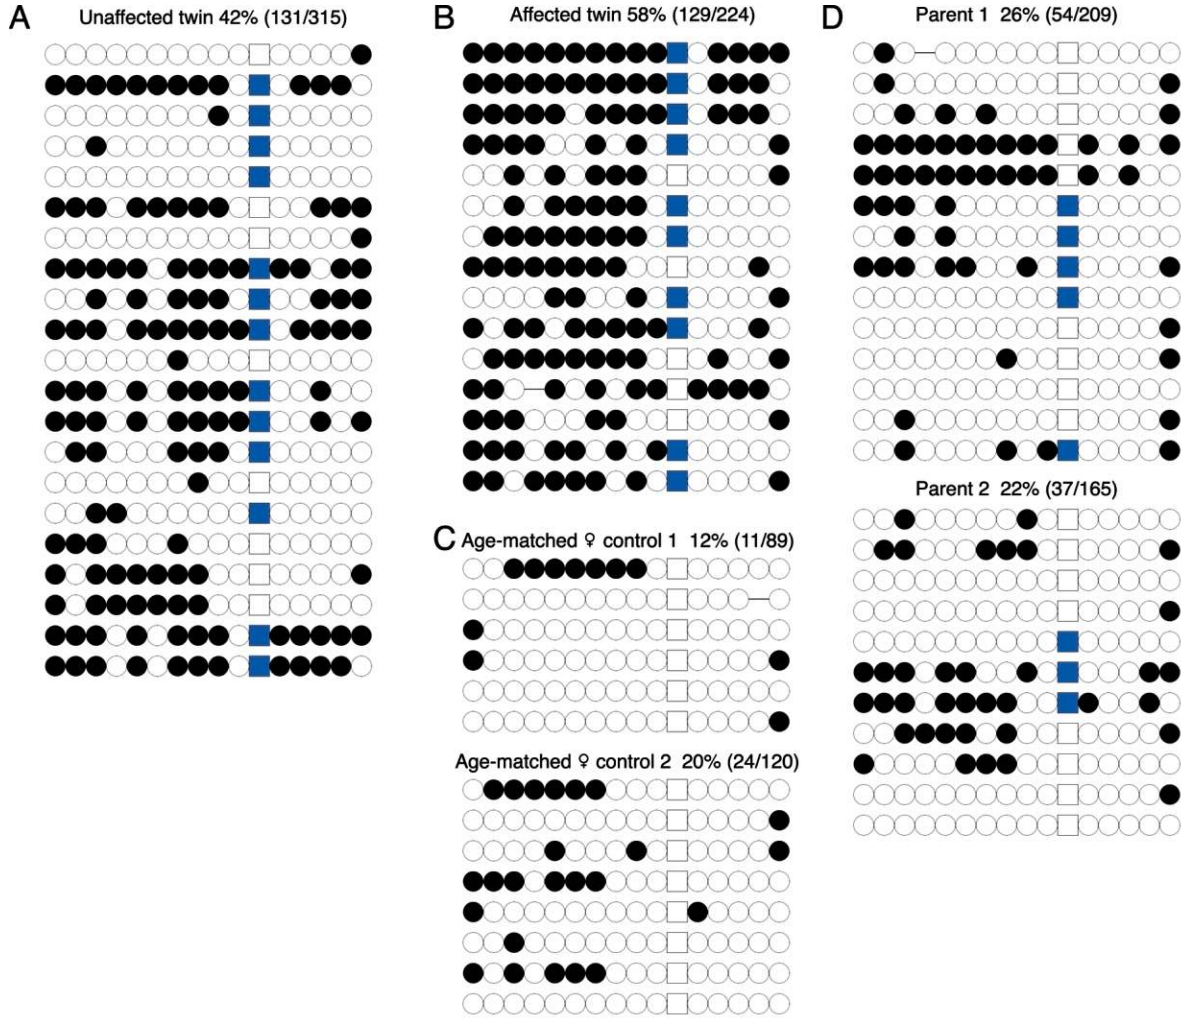 A
Unaffected twin 42% (131/315)
B
Affected twin 58% (129/224)
C
Age-matched ♀ control 1 12% (11/89)
Age-matched ♀ control 2 20% (24/120)
D
Parent 1 26% (54/209)
Parent 2 22% (37/165)